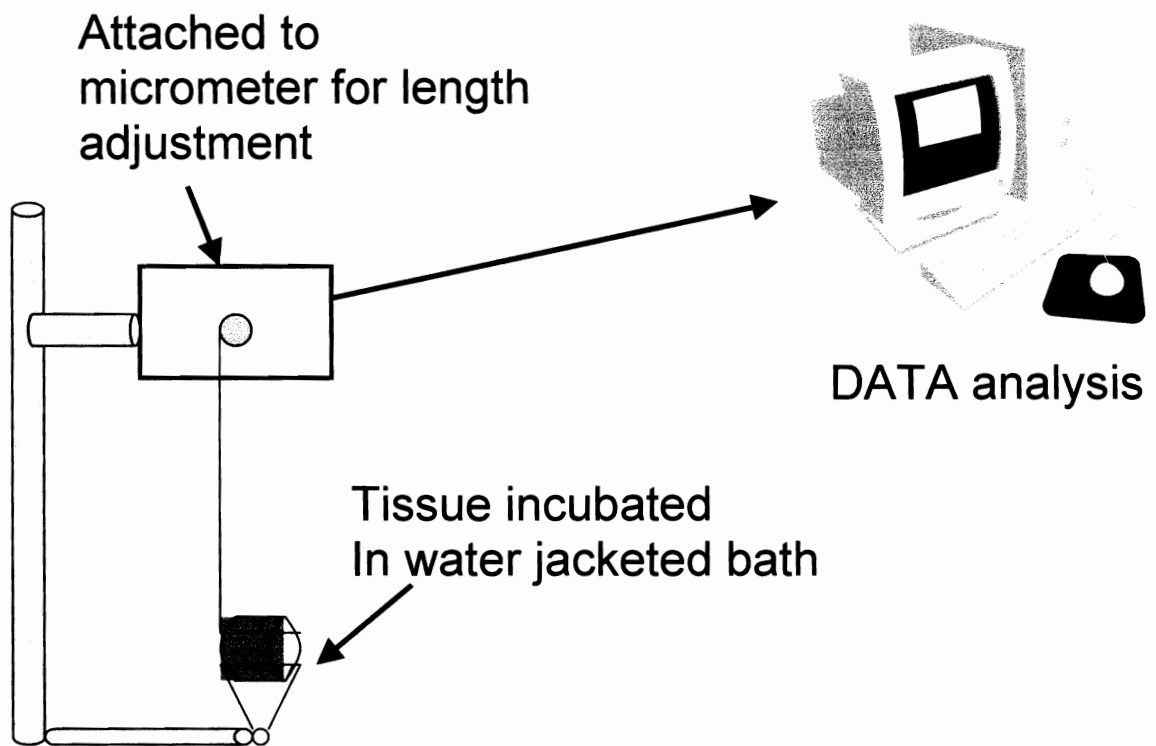 Attached to
micrometer for length
adjustment
DATA analysis
Tissue incubated
In water jacketed bath